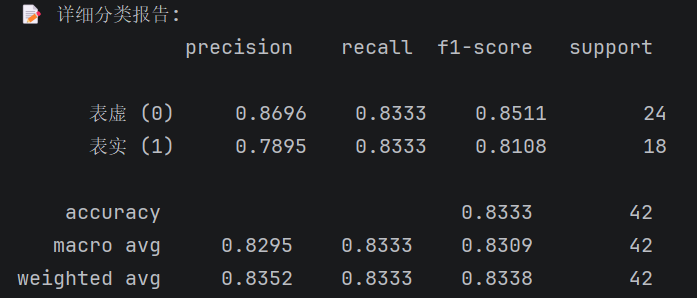 📝 详细分类报告:
precision recall f1-score support
表虚 (0) 0.8696 0.8333 0.8511 24
表实 (1) 0.7895 0.8333 0.8108 18
accuracy 0.8333 42
macro avg 0.8295 0.8333 0.8309 42
weighted avg 0.8352 0.8333 0.8338 42